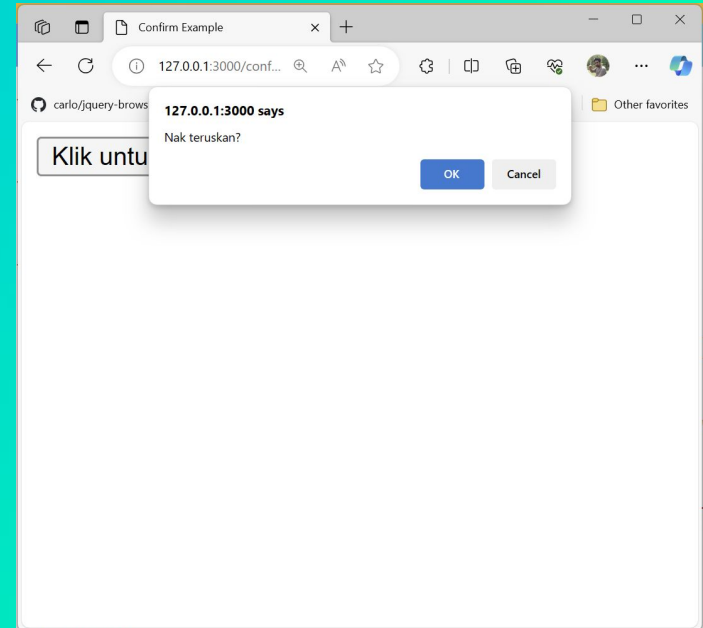 Confirm Example
127.0.0.1:3000/conf...
carlo/jquery-brows
Other favorites
127.0.0.1:3000 says
Nak teruskan?
OK Cancel
Klik untu